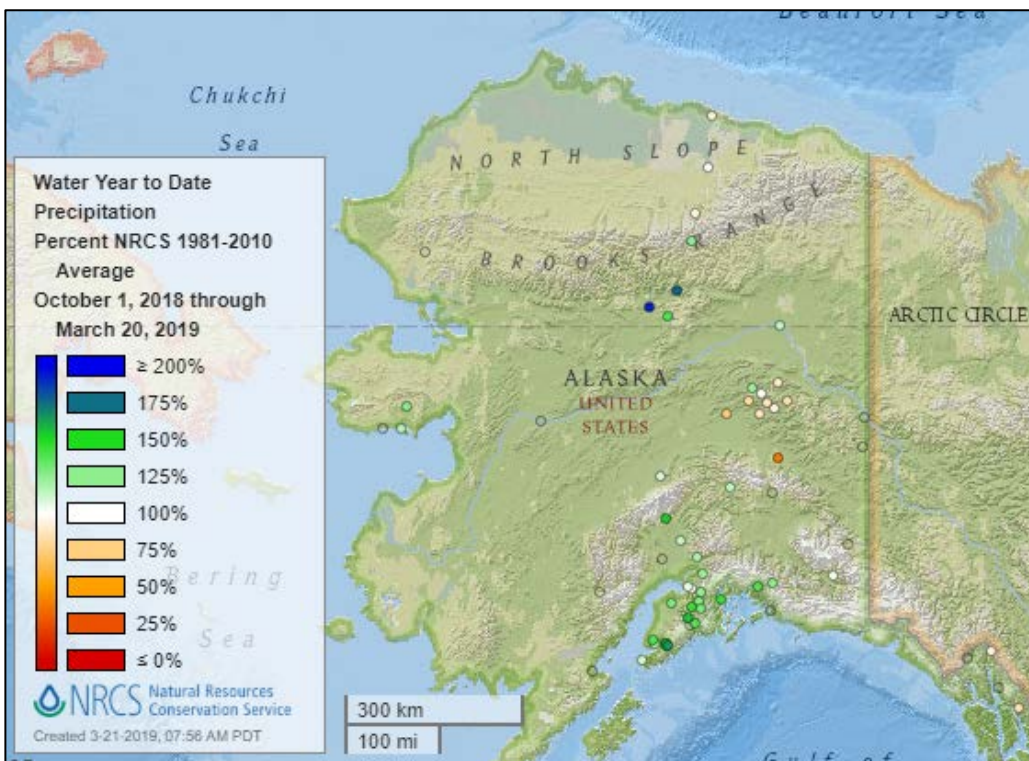 Beaufort Sea
Chukchi
Sea
NORTH SLOPE
BROOKS RANGE
Water Year to Date
Precipitation
Percent NRCS 1981-2010
Average
October 1, 2018 through
March 20, 2019
≥ 200%
175%
150%
125%
100%
75%
50%
25%
≤ 0%
NRCS Natural Resources
Conservation Service
Created 3-21-2019, 07:56 AM PDT
ARCTIC CIRCLE
ALASKA
UNITED
STATES
Bering
Sea
300 km
100 mi
Gulf of